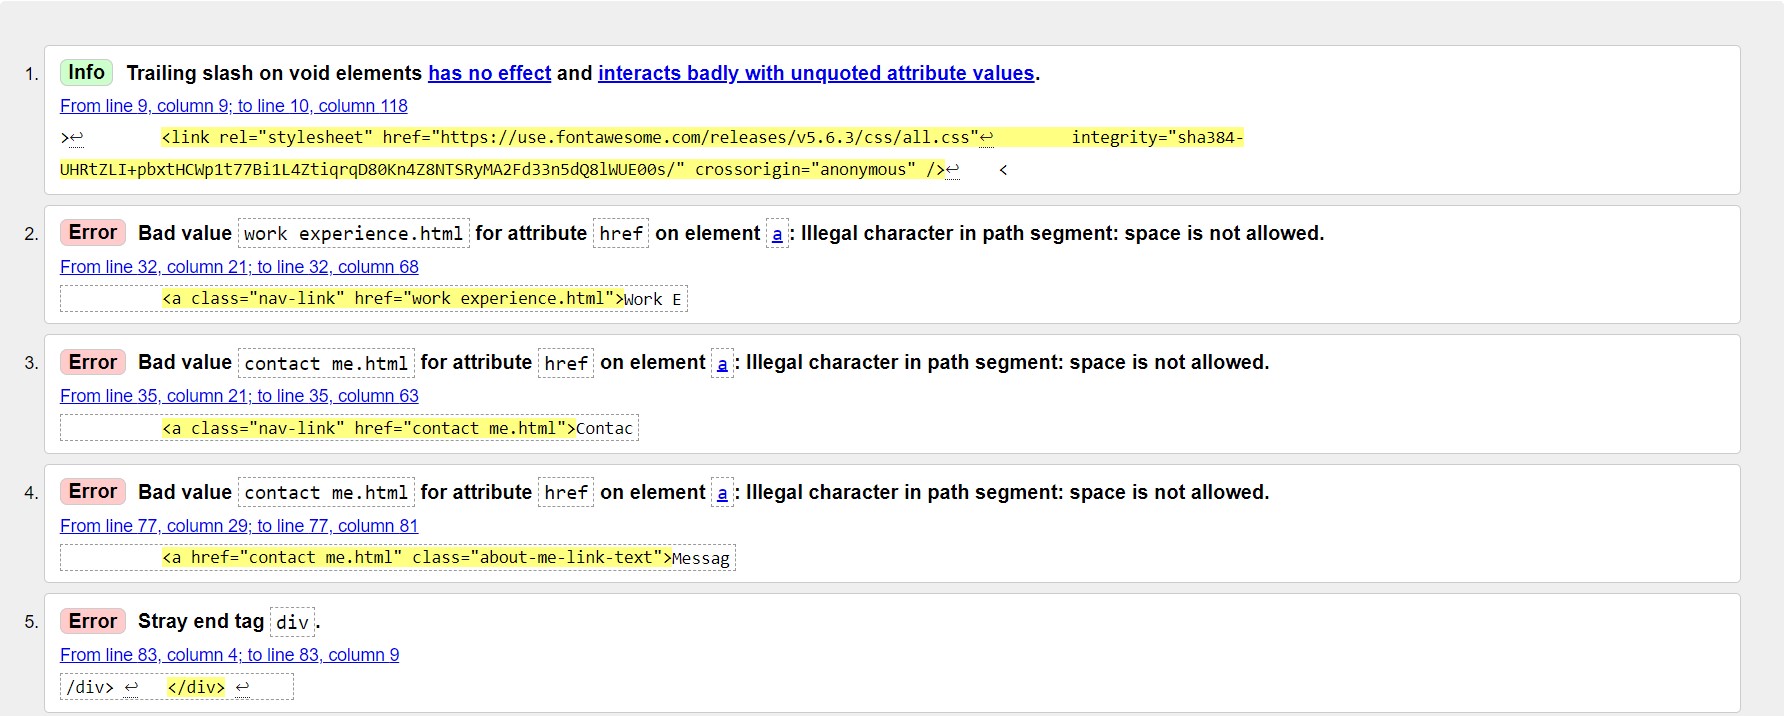 1. Info Trailing slash on void elements has no effect and interacts badly with unquoted attribute values.
From line 9, column 9; to line 10, column 118
>↩ <link rel="stylesheet" href="https://use.fontawesome.com/releases/v5.6.3/css/all.css"↩ integrity="sha384-
UHRtZLI+pbxtHCWp1t77Bi1L4ZtiqrqD80Kn4Z8NTSRyMA2Fd33n5dQ8lWUE00s/" crossorigin="anonymous" />↩ <
2. Error Bad value work experience.html for attribute href on element a: Illegal character in path segment: space is not allowed.
From line 32, column 21; to line 32, column 68
<a class="nav-link" href="work experience.html">Work E
3. Error Bad value contact me.html for attribute href on element a: Illegal character in path segment: space is not allowed.
From line 35, column 21; to line 35, column 63
<a class="nav-link" href="contact me.html">Contac
4. Error Bad value contact me.html for attribute href on element a: Illegal character in path segment: space is not allowed.
From line 77, column 29; to line 77, column 81
<a href="contact me.html" class="about-me-link-text">Messag
5. Error Stray end tag div.
From line 83, column 4; to line 83, column 9
/div> ↩ </div> ↩